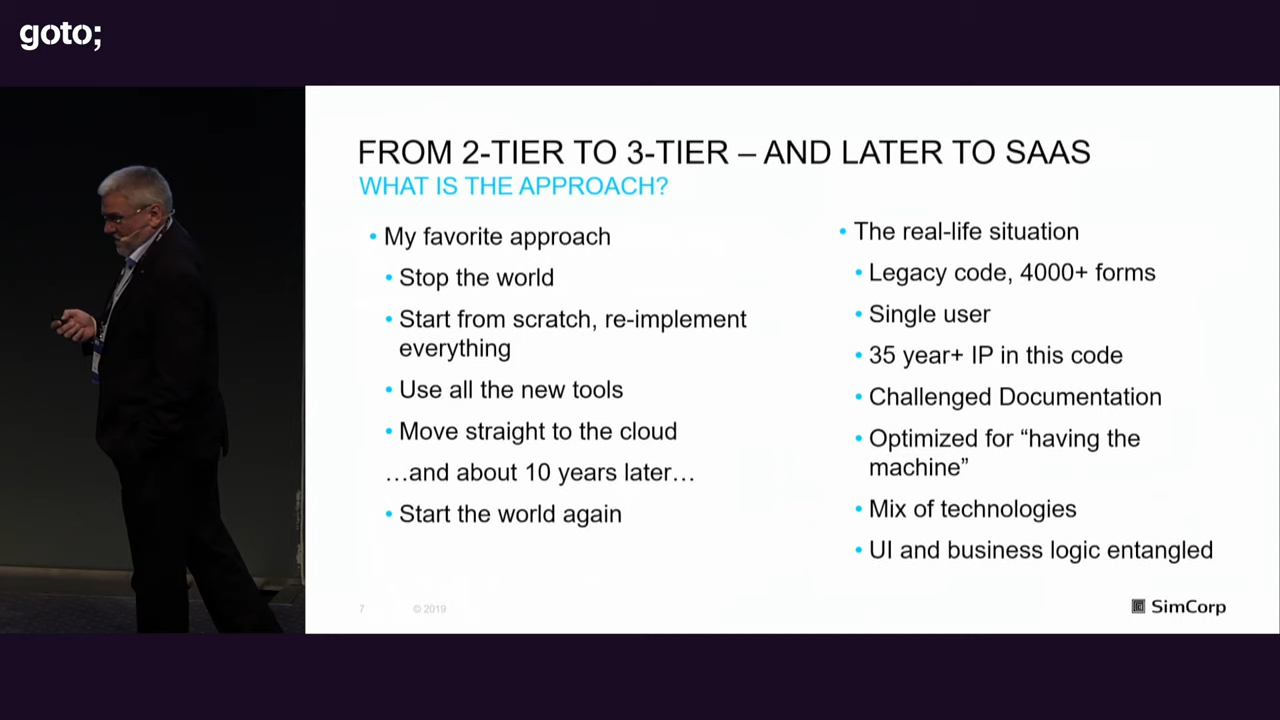 goto;
FROM 2-TIER TO 3-TIER – AND LATER TO SAAS
WHAT IS THE APPROACH?
• My favorite approach
• Stop the world
• Start from scratch, re-implement
everything
• Use all the new tools
• Move straight to the cloud
…and about 10 years later…
• Start the world again
• The real-life situation
• Legacy code, 4000+ forms
• Single user
• 35 year+ IP in this code
• Challenged Documentation
• Optimized for “having the
machine”
• Mix of technologies
• UI and business logic entangled
7
© 2019
SimCorp